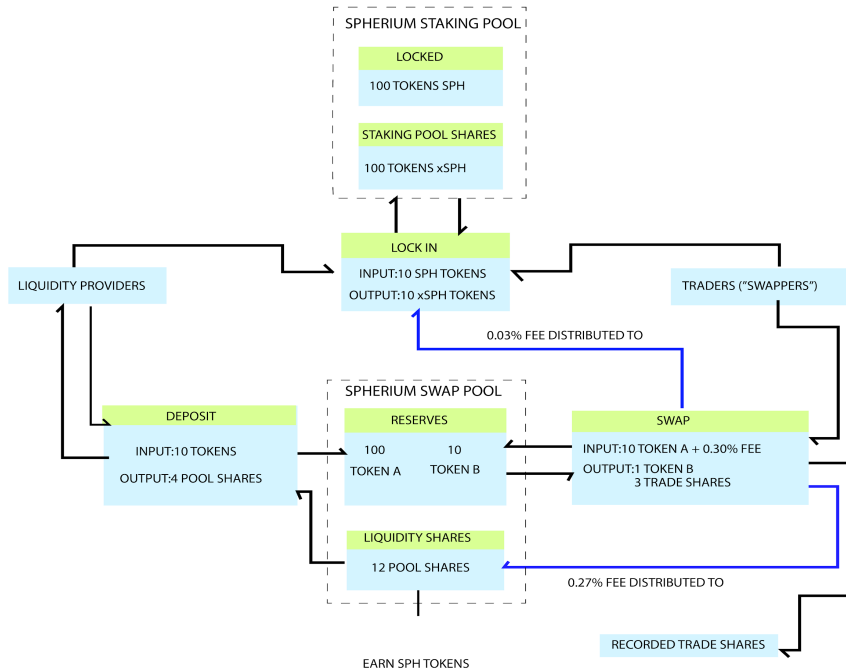 SPHERIUM STAKING POOL
LOCKED
100 TOKENS SPH
STAKING POOL SHARES
100 TOKENS xSPH
LOCK IN
INPUT:10 SPH TOKENS
OUTPUT:10 xSPH TOKENS
LIQUIDITY PROVIDERS
TRADERS ("SWAPPERS")
0.03% FEE DISTRIBUTED TO
SPHERIUM SWAP POOL
DEPOSIT
INPUT:10 TOKENS
OUTPUT:4 POOL SHARES
RESERVES
100 10
TOKEN A TOKEN B
SWAP
INPUT:10 TOKEN A + 0.30% FEE
OUTPUT:1 TOKEN B
3 TRADE SHARES
LIQUIDITY SHARES
12 POOL SHARES
0.27% FEE DISTRIBUTED TO
RECORDED TRADE SHARES
EARN SPH TOKENS